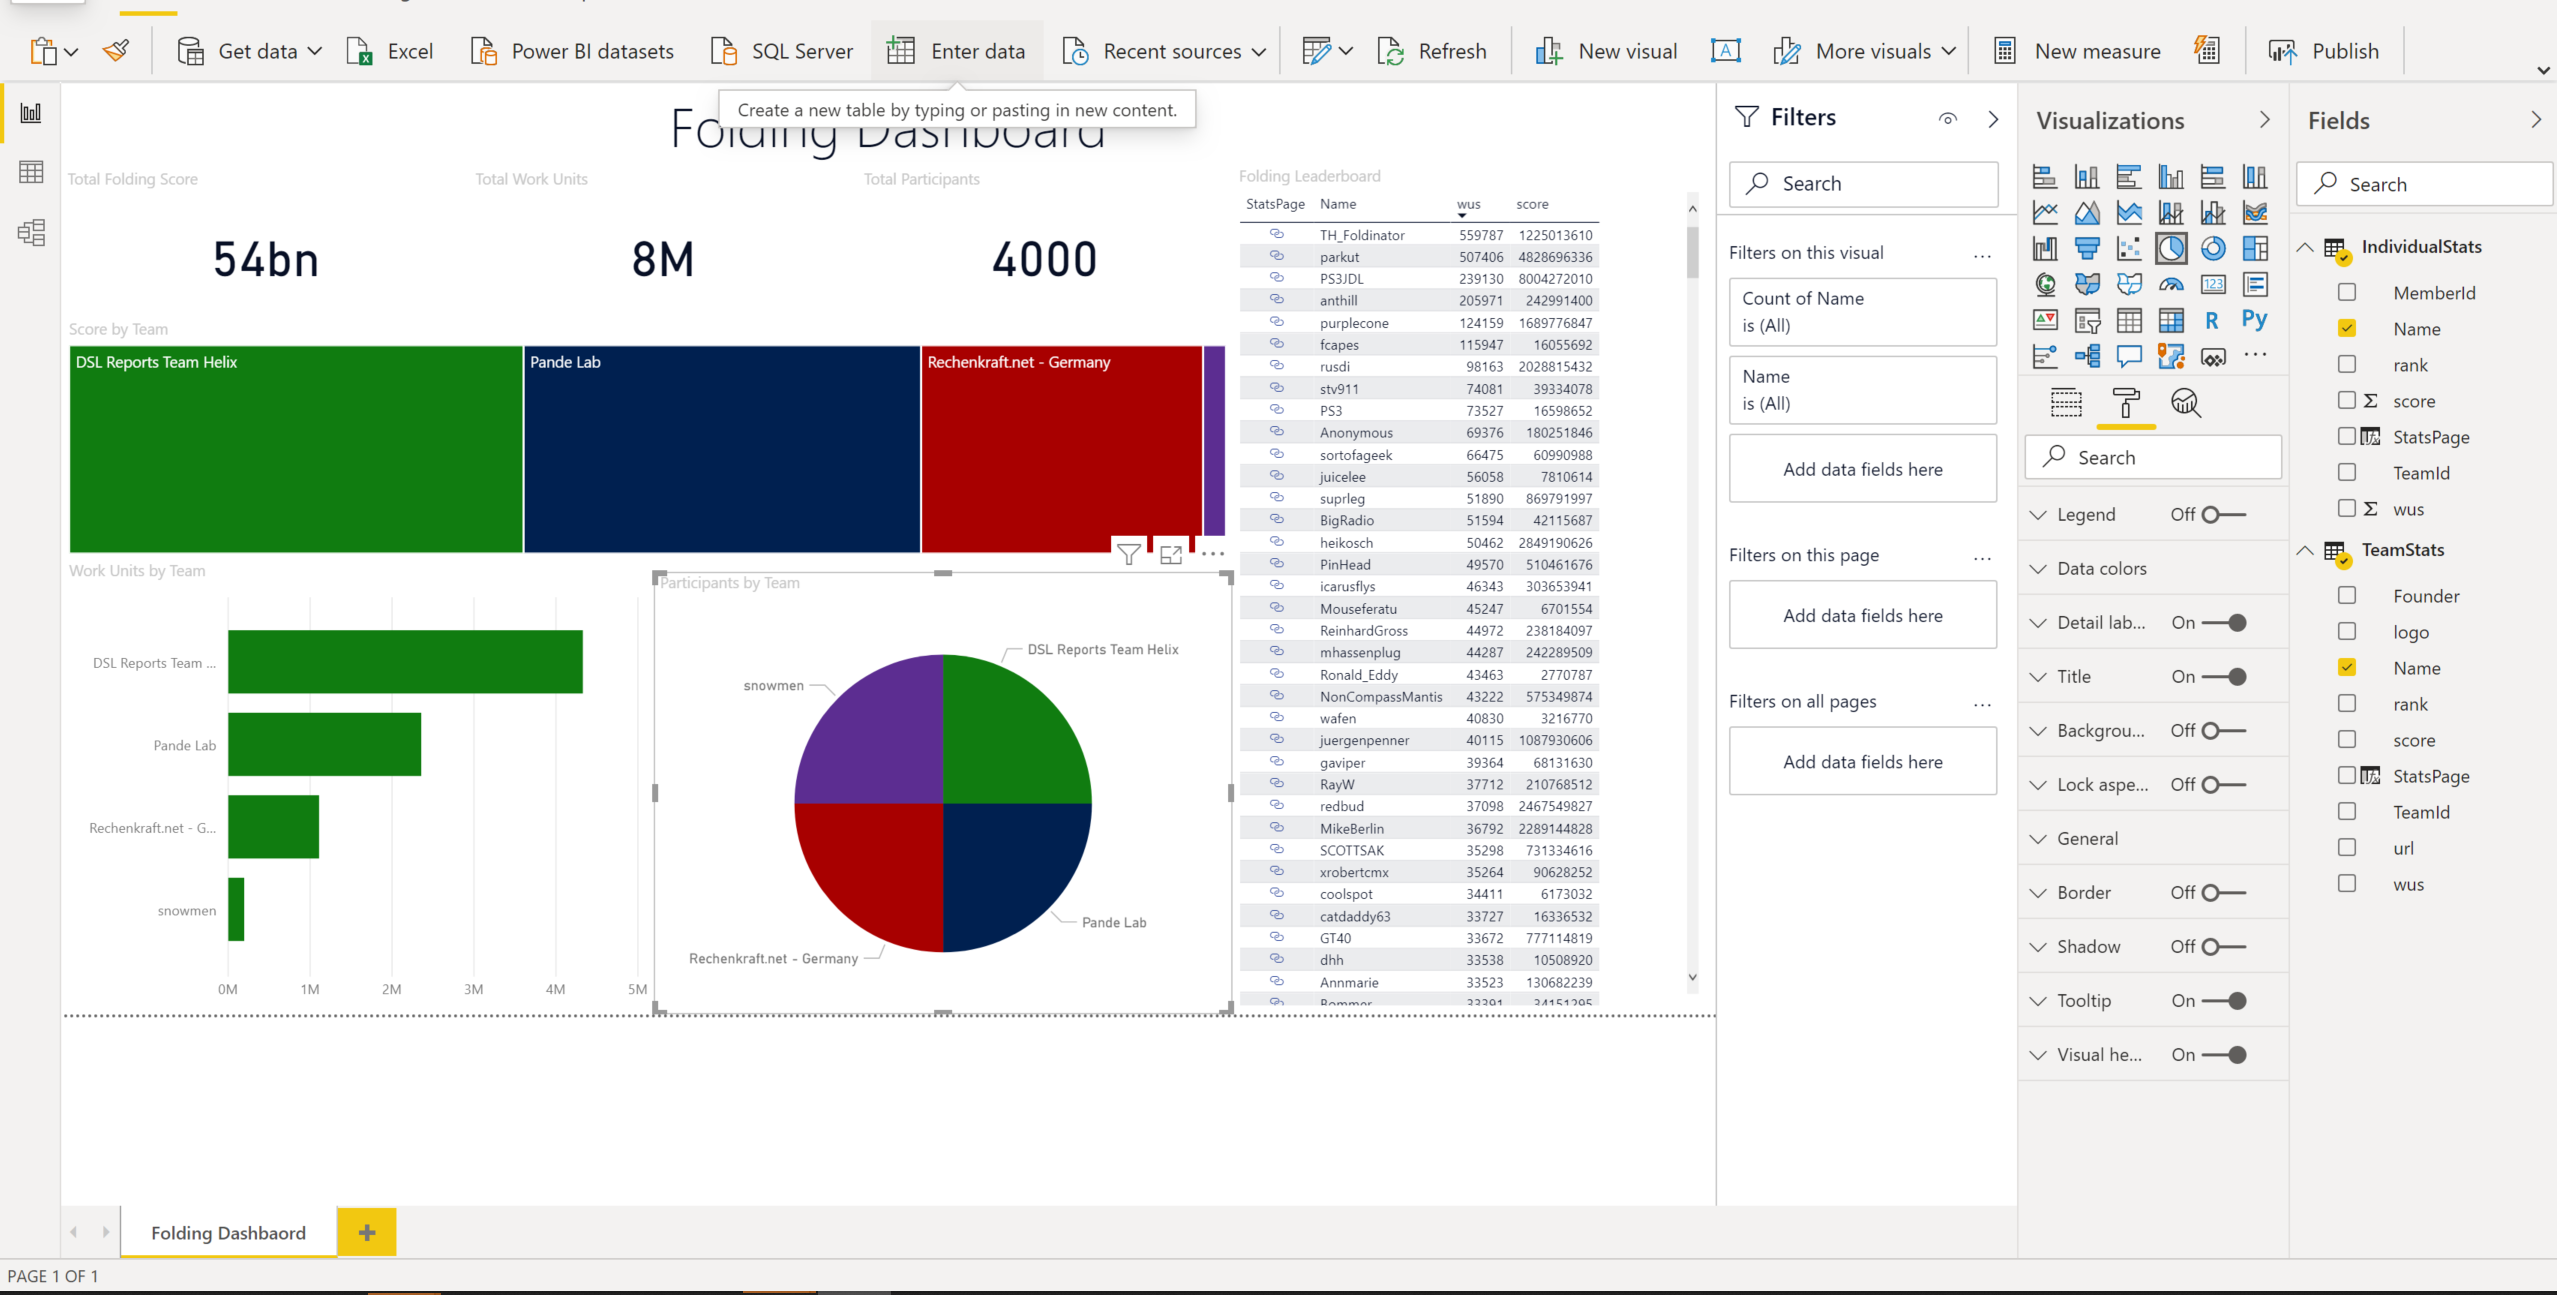 Get data
Excel
Power BI datasets
SQL Server
Enter data
Recent sources
Refresh
New visual
More visuals
New measure
Publish
Create a new table by typing or pasting in new content.
Folding Dashboard
Total Folding Score
Total Work Units
Total Participants
54bn
8M
4000
Score by Team
DSL Reports Team Helix
Pande Lab
Rechenkraft.net - Germany
Work Units by Team
DSL Reports Team ...
Pande Lab
Rechenkraft.net - G...
snowmen
0M 1M 2M 3M 4M 5M
Participants by Team
DSL Reports Team Helix
snowmen
Pande Lab
Rechenkraft.net - Germany
Folding Leaderboard
StatsPage Name wus score
TH_Foldinator 559787 1225013610
parkut 507406 4828696336
PS3JDL 239130 8004272010
anthill 205971 242991400
purplecone 124159 1689776847
fcapes 115947 16055692
rusdi 98163 2028815432
stv911 74081 39334078
PS3 73527 16598652
Anonymous 69376 180251846
sortofageek 66475 60990988
juicelee 56058 7810614
suprleg 51890 869791997
BigRadio 51594 42115687
heikosch 50462 2849190626
PinHead 49570 510461676
icarusflys 46343 303653941
Mouseferatu 45247 6701554
ReinhardGross 44972 238184097
mhassenplug 44287 242289509
Ronald_Eddy 43463 2770787
NonCompassMantis 43222 575349874
wafen 40830 3216770
juergenpenner 40115 1087930606
gaviper 39364 68131630
RayW 37712 210768512
redbud 37098 2467549827
MikeBerlin 36792 2289144828
SCOTTSAK 35298 731334616
xrobertcmx 35264 90628252
coolspot 34411 6173032
catdaddy63 33727 16336532
GT40 33672 777114819
dhh 33538 10508920
Annmarie 33523 130682239
Bommer 33391 34151295
Filters
Search
Filters on this visual ...
Count of Name
is (All)
Name
is (All)
Add data fields here
Filters on this page ...
Add data fields here
Filters on all pages ...
Add data fields here
Visualizations
123
R Py
...
Search
Legend Off
Data colors
Detail lab... On
Title On
Backgrou... Off
Lock aspe... Off
General
Border Off
Shadow Off
Tooltip On
Visual he... On
Fields
Search
IndividualStats
MemberId
Name
rank
Σ score
StatsPage
TeamId
Σ wus
TeamStats
Founder
logo
Name
rank
score
StatsPage
TeamId
url
wus
Folding Dashbaord
PAGE 1 OF 1